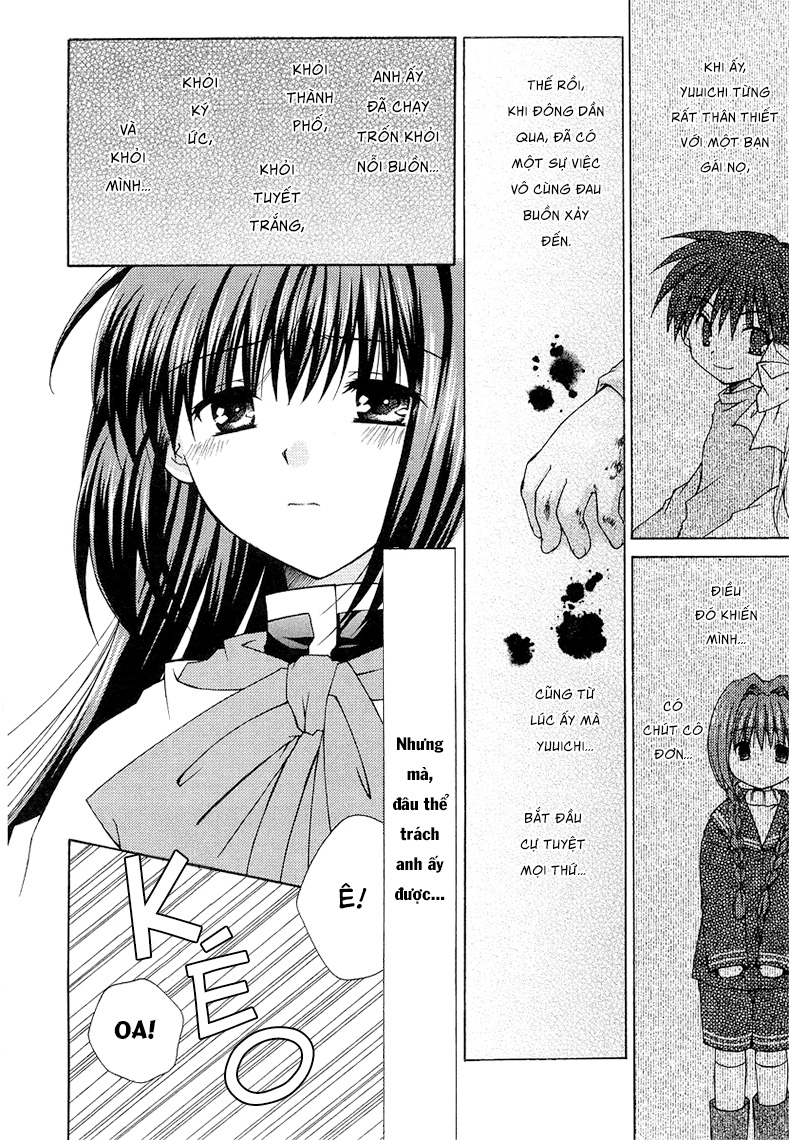 KHI ẤY,
YUUICHI TỪNG
RẤT THÂN THIẾT
VỚI MỘT BẠN
GÁI NỌ,
ĐIỀU
ĐÓ KHIẾN
MÌNH...
CÓ
CHÚT CÔ
ĐƠN...
THẾ RỒI,
KHI ĐÔNG DẦN
QUA, ĐÃ CÓ
MỘT SỰ VIỆC
VÔ CÙNG ĐAU
BUỒN XẢY
ĐẾN.
CŨNG TỪ
LÚC ẤY MÀ
YUUICHI...
BẮT ĐẦU
CỰ TUYỆT
MỌI THỨ...
ANH ẤY
ĐÃ CHẠY
TRỐN KHỎI
NỖI BUỒN...
KHỎI
THÀNH
PHỐ,
KHỎI
TUYẾT
TRẮNG,
KHỎI
KÝ
ỨC,
VÀ
KHỎI
MÌNH...
Nhưng
mà,
đâu thể
trách
anh ấy
được...
Ê!
KÉO
OA!